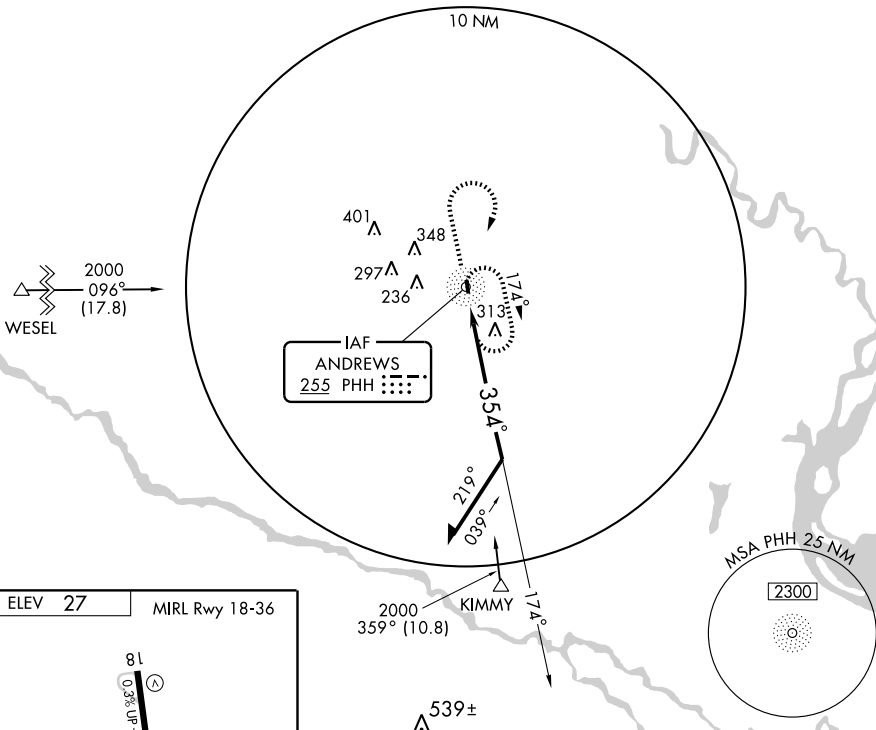 10 NM
401
348
297
236
313
174°
2000
096°
(17.8)
WESEL
IAF
ANDREWS
255 PHH
354°
219°
039°
KIMMY
2000
359° (10.8)
174°
MSA PHH 25 NM
2300
ELEV 27
MIRL Rwy 18-36
18
0.3% UP
V
539±